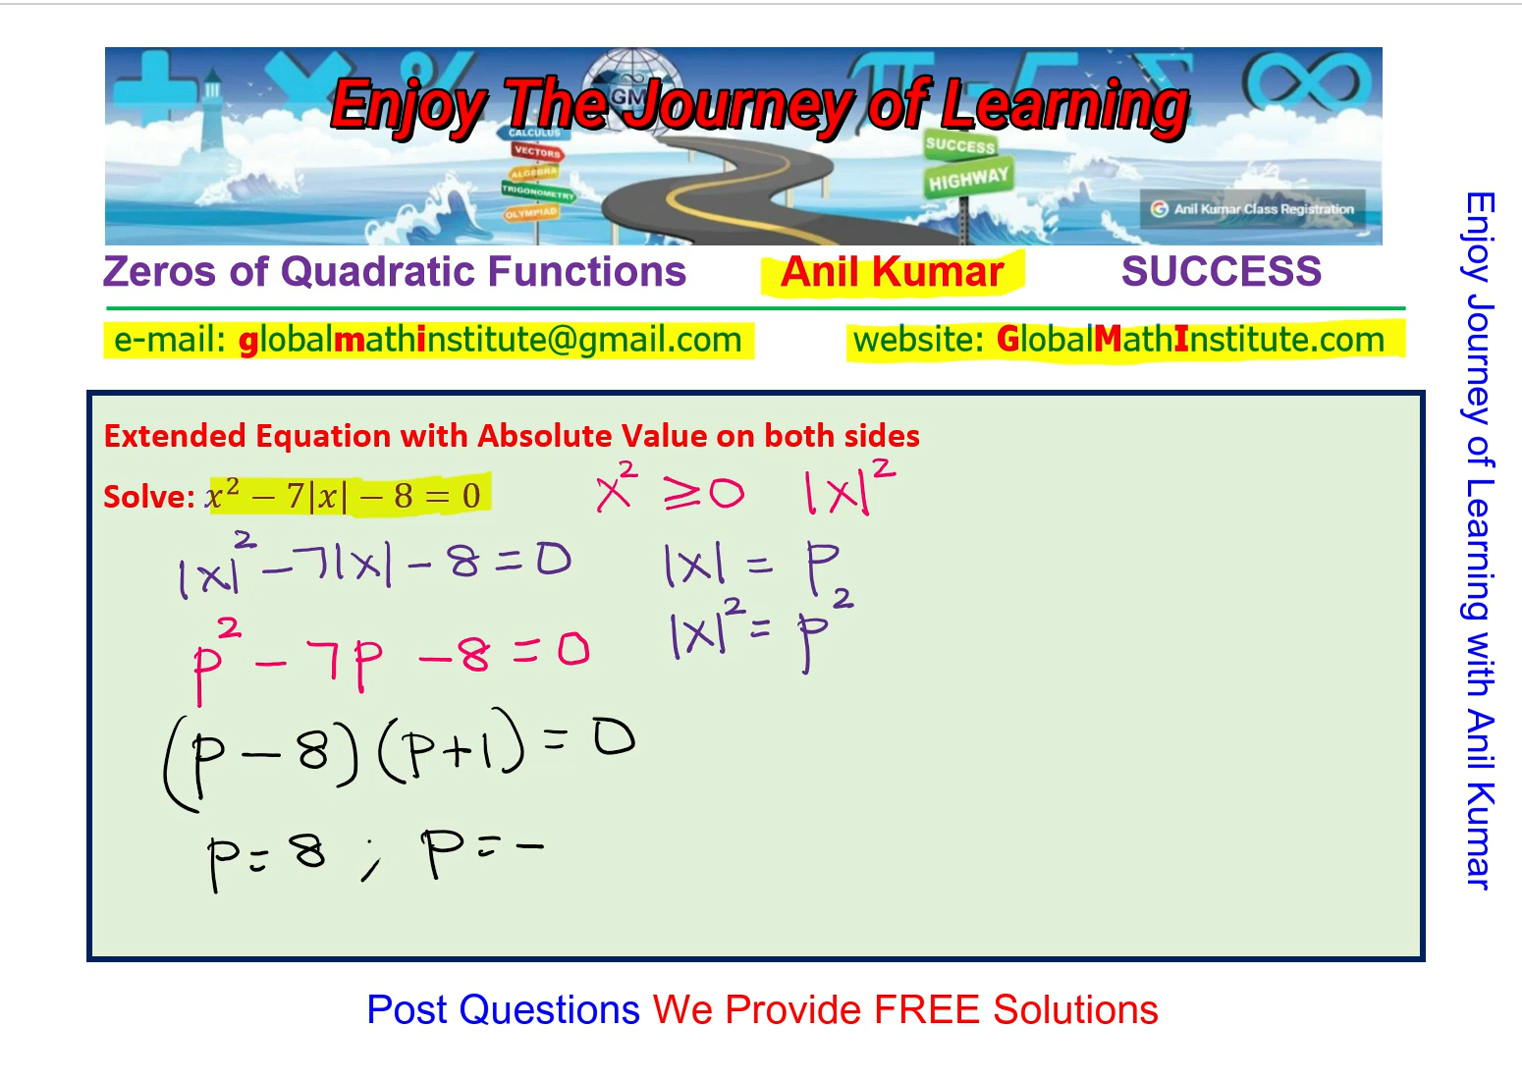 Enjoy The Journey of Learning
GM
CALCULUS
VECTORS
ALGEBRA
TRIGONOMETRY
OLYMPIAD
SUCCESS
HIGHWAY
Anil Kumar Class Registration
Zeros of Quadratic Functions Anil Kumar SUCCESS
e-mail: globalmathinstitute@gmail.com website: GlobalMathInstitute.com
Extended Equation with Absolute Value on both sides
Solve: x² − 7|x| − 8 = 0 x² ≥ 0 |x|²
|x|² − 7|x| − 8 = 0 |x| = p
|x|² = p²
p² − 7p − 8 = 0
(p − 8)(p + 1) = 0
p = 8 ; p = −
Post Questions We Provide FREE Solutions
Enjoy Journey of Learning with Anil Kumar